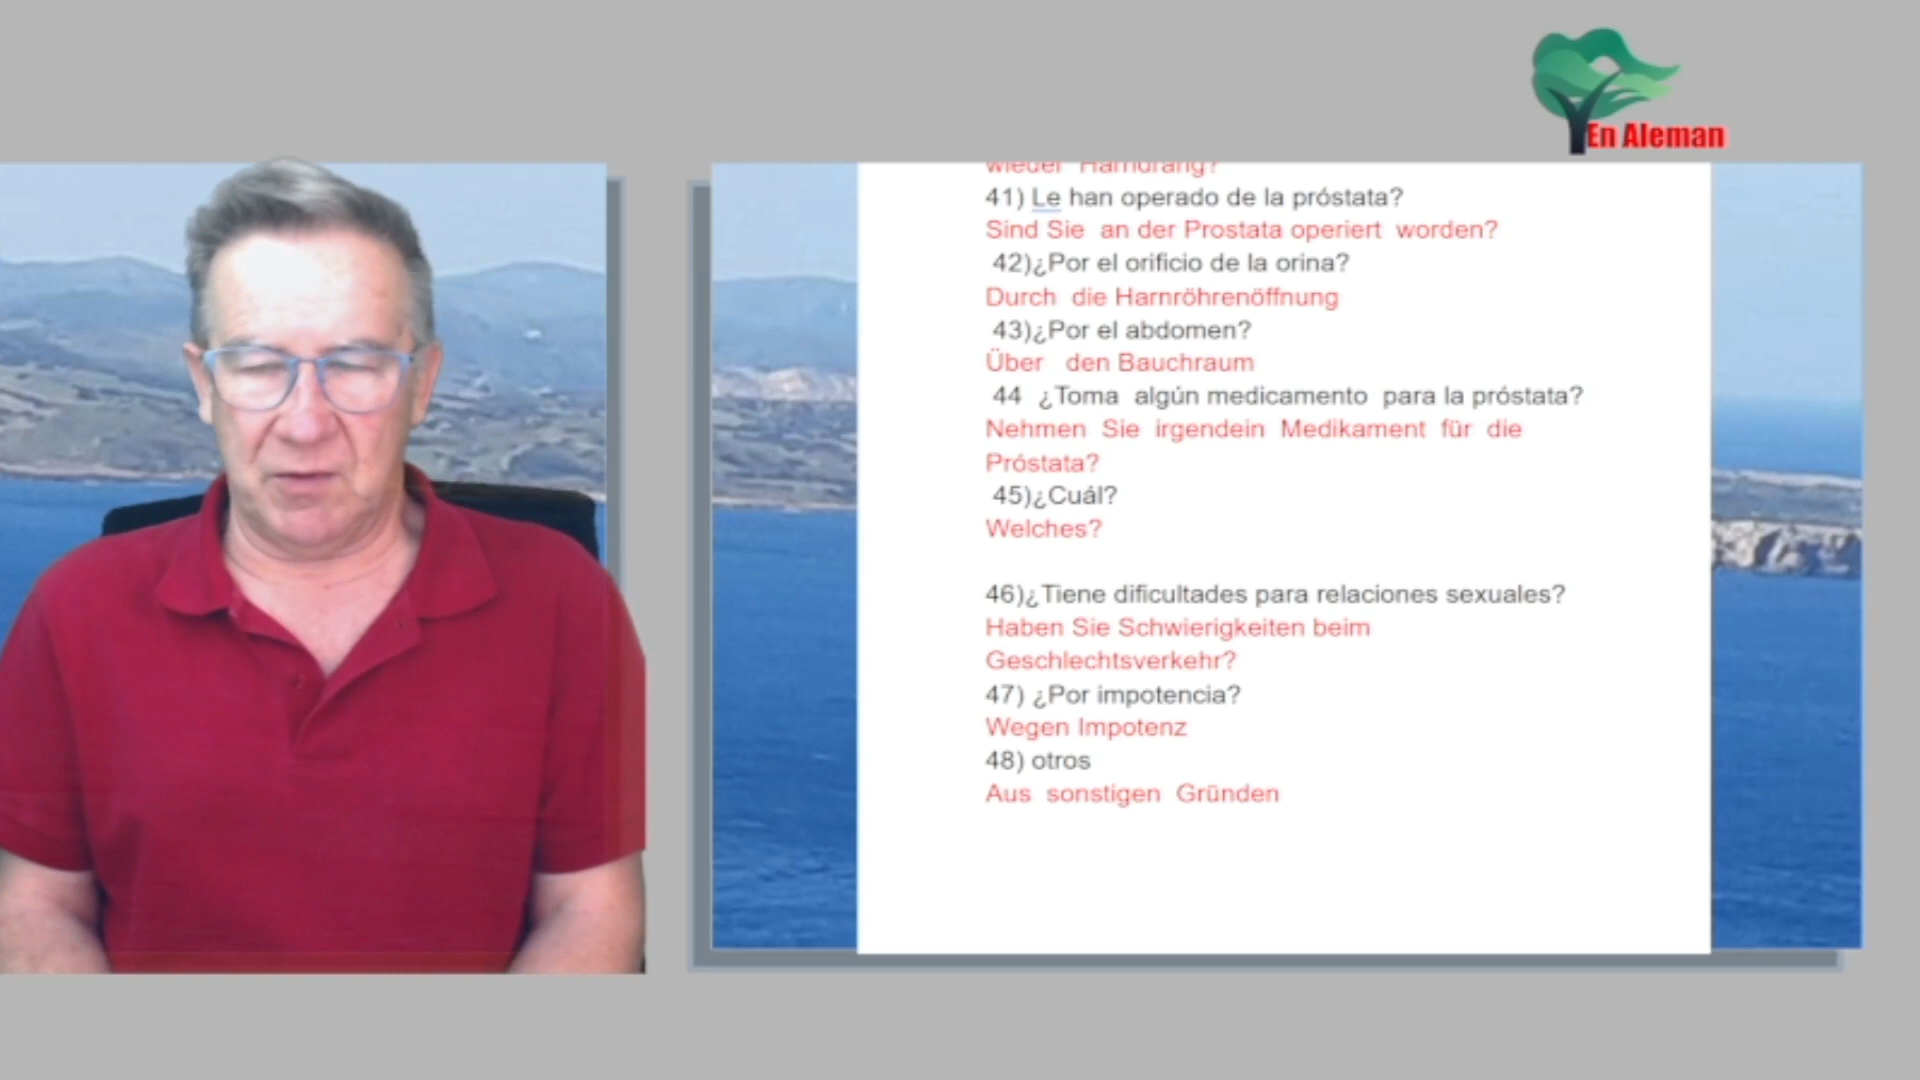 En Aleman
wieder Harndrang?
41) Le han operado de la próstata?
Sind Sie an der Prostata operiert worden?
42)¿Por el orificio de la orina?
Durch die Harnröhrenöffnung
43)¿Por el abdomen?
Über den Bauchraum
44 ¿Toma algún medicamento para la próstata?
Nehmen Sie irgendein Medikament für die
Próstata?
45)¿Cuál?
Welches?
46)¿Tiene dificultades para relaciones sexuales?
Haben Sie Schwierigkeiten beim
Geschlechtsverkehr?
47) ¿Por impotencia?
Wegen Impotenz
48) otros
Aus sonstigen Gründen